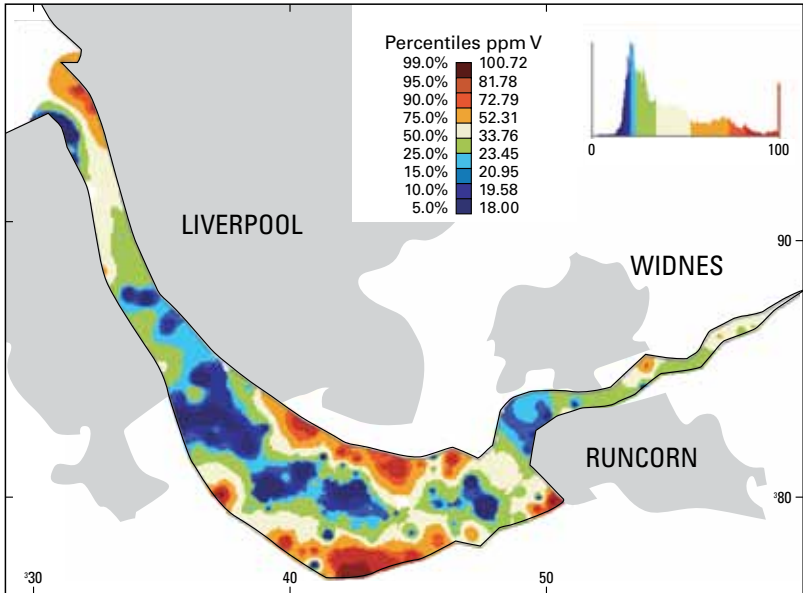 Percentiles ppm V
99.0% 100.72
95.0% 81.78
90.0% 72.79
75.0% 52.31
50.0% 33.76
25.0% 23.45
15.0% 20.95
10.0% 19.58
5.0% 18.00
0 100
LIVERPOOL
90
WIDNES
RUNCORN
³80
³30 40 50